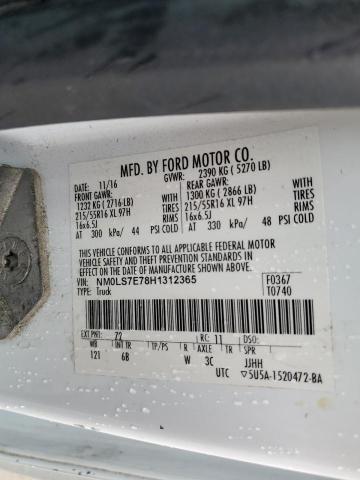 MFD. BY FORD MOTOR CO.
11/16 GVWR: 2390 KG ( 5270 LB)
FRONT GAWR: REAR GAWR:
1232 KG ( 2716 LB) WITH 1300 KG ( 2866 LB) WITH
215/55R16 XL 97H TIRES 215/55R16 XL 97H TIRES
16x6.5J RIMS 16x6.5J RIMS
AT 300 kPa/ 44 PSI COLD AT 330 kPa/ 48 PSI COLD
THIS VEHICLE CONFORMS TO ALL APPLICABLE FEDERAL MOTOR
VEHICLE SAFETY AND THEFT PREVENTION STANDARDS IN EFFECT
ON THE DATE OF MANUFACTURE SHOWN ABOVE.
VIN: NM0LS7E78H1312365 F0367
TYPE: Truck T0740
EXT PNT: Z2 RC: 11 DSO:
WB INT TR TP/PS R AXLE TR SPR
121 6B W 3C JJHH
UTC ▽5U5A-1520472-BA